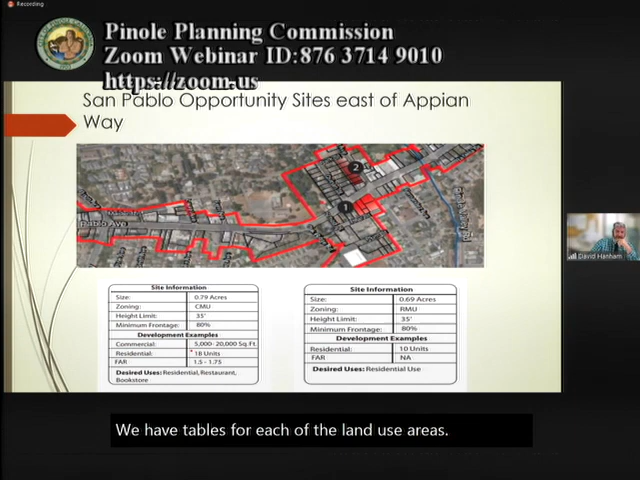 Recording
Pinole Planning Commission
Zoom Webinar ID:876 3714 9010
https://zoom.us
San Pablo Opportunity Sites east of Appian
Way
Pablo Ave
2
1
David Hanham
Site Information
Size: 0.79 Acres
Zoning: CMU
Height Limit: 35'
Minimum Frontage: 80%
Development Examples
Commercial: 5,000- 20,000 Sq.Ft.
Residential: 18 Units
FAR 1.5 - 1.75
Desired Uses: Residential, Restaurant,
Bookstore
Site Information
Size: 0.69 Acres
Zoning: RMU
Height Limit: 35'
Minimum Frontage: 80%
Development Examples
Residential: 10 Units
FAR NA
Desired Uses: Residential Use
We have tables for each of the land use areas.